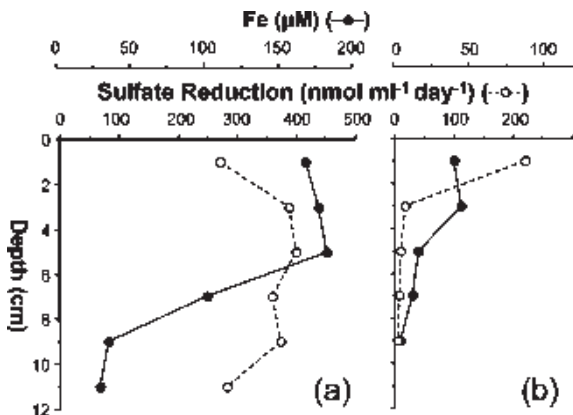 Fe (μM) (●)
0 50 100 150 200
0 50 100
Sulfate Reduction (nmol ml⁻¹ day⁻¹) (--○--)
0 100 200 300 400 500
0 100 200
0
2
4
6
8
10
12
Depth (cm)
(a)
(b)